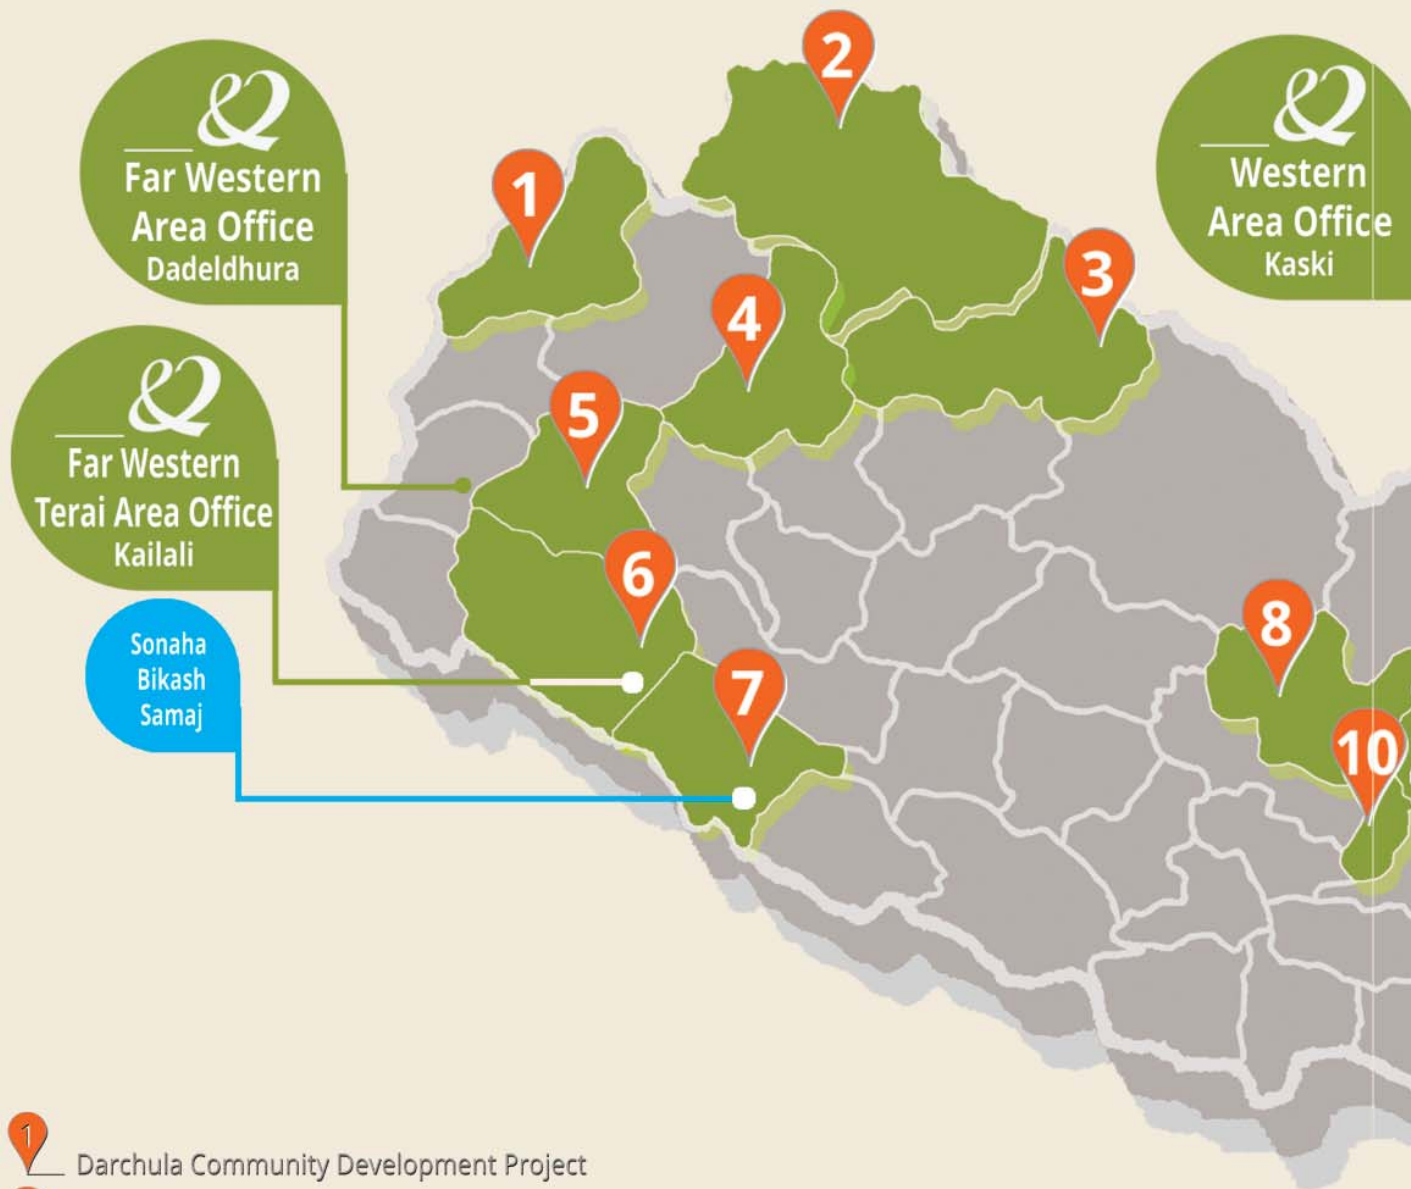 Far Western
Area Office
Dadeldhura
Far Western
Terai Area Office
Kailali
Sonaha
Bikash
Samaj
Western
Area Office
Kaski
1
2
3
4
5
6
7
8
10
1 Darchula Community Development Project